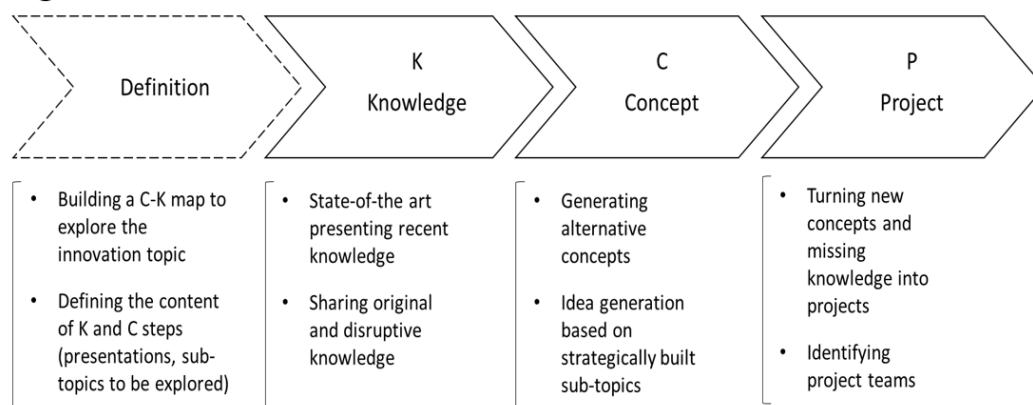 Definition
K
Knowledge
C
Concept
P
Project
• Building a C-K map to
explore the
innovation topic
• Defining the content
of K and C steps
(presentations, sub-
topics to be explored)
• State-of-the art
presenting recent
knowledge
• Sharing original
and disruptive
knowledge
• Generating
alternative
concepts
• Idea generation
based on
strategically built
sub-topics
• Turning new
concepts and
missing
knowledge into
projects
• Identifying
project teams